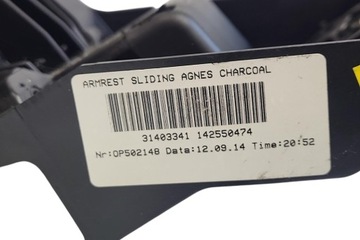 ARMREST SLIDING AGNES CHARCOAL
31403341 142550474
Nr:OP502148 Data:12.09.14 Time:20:52